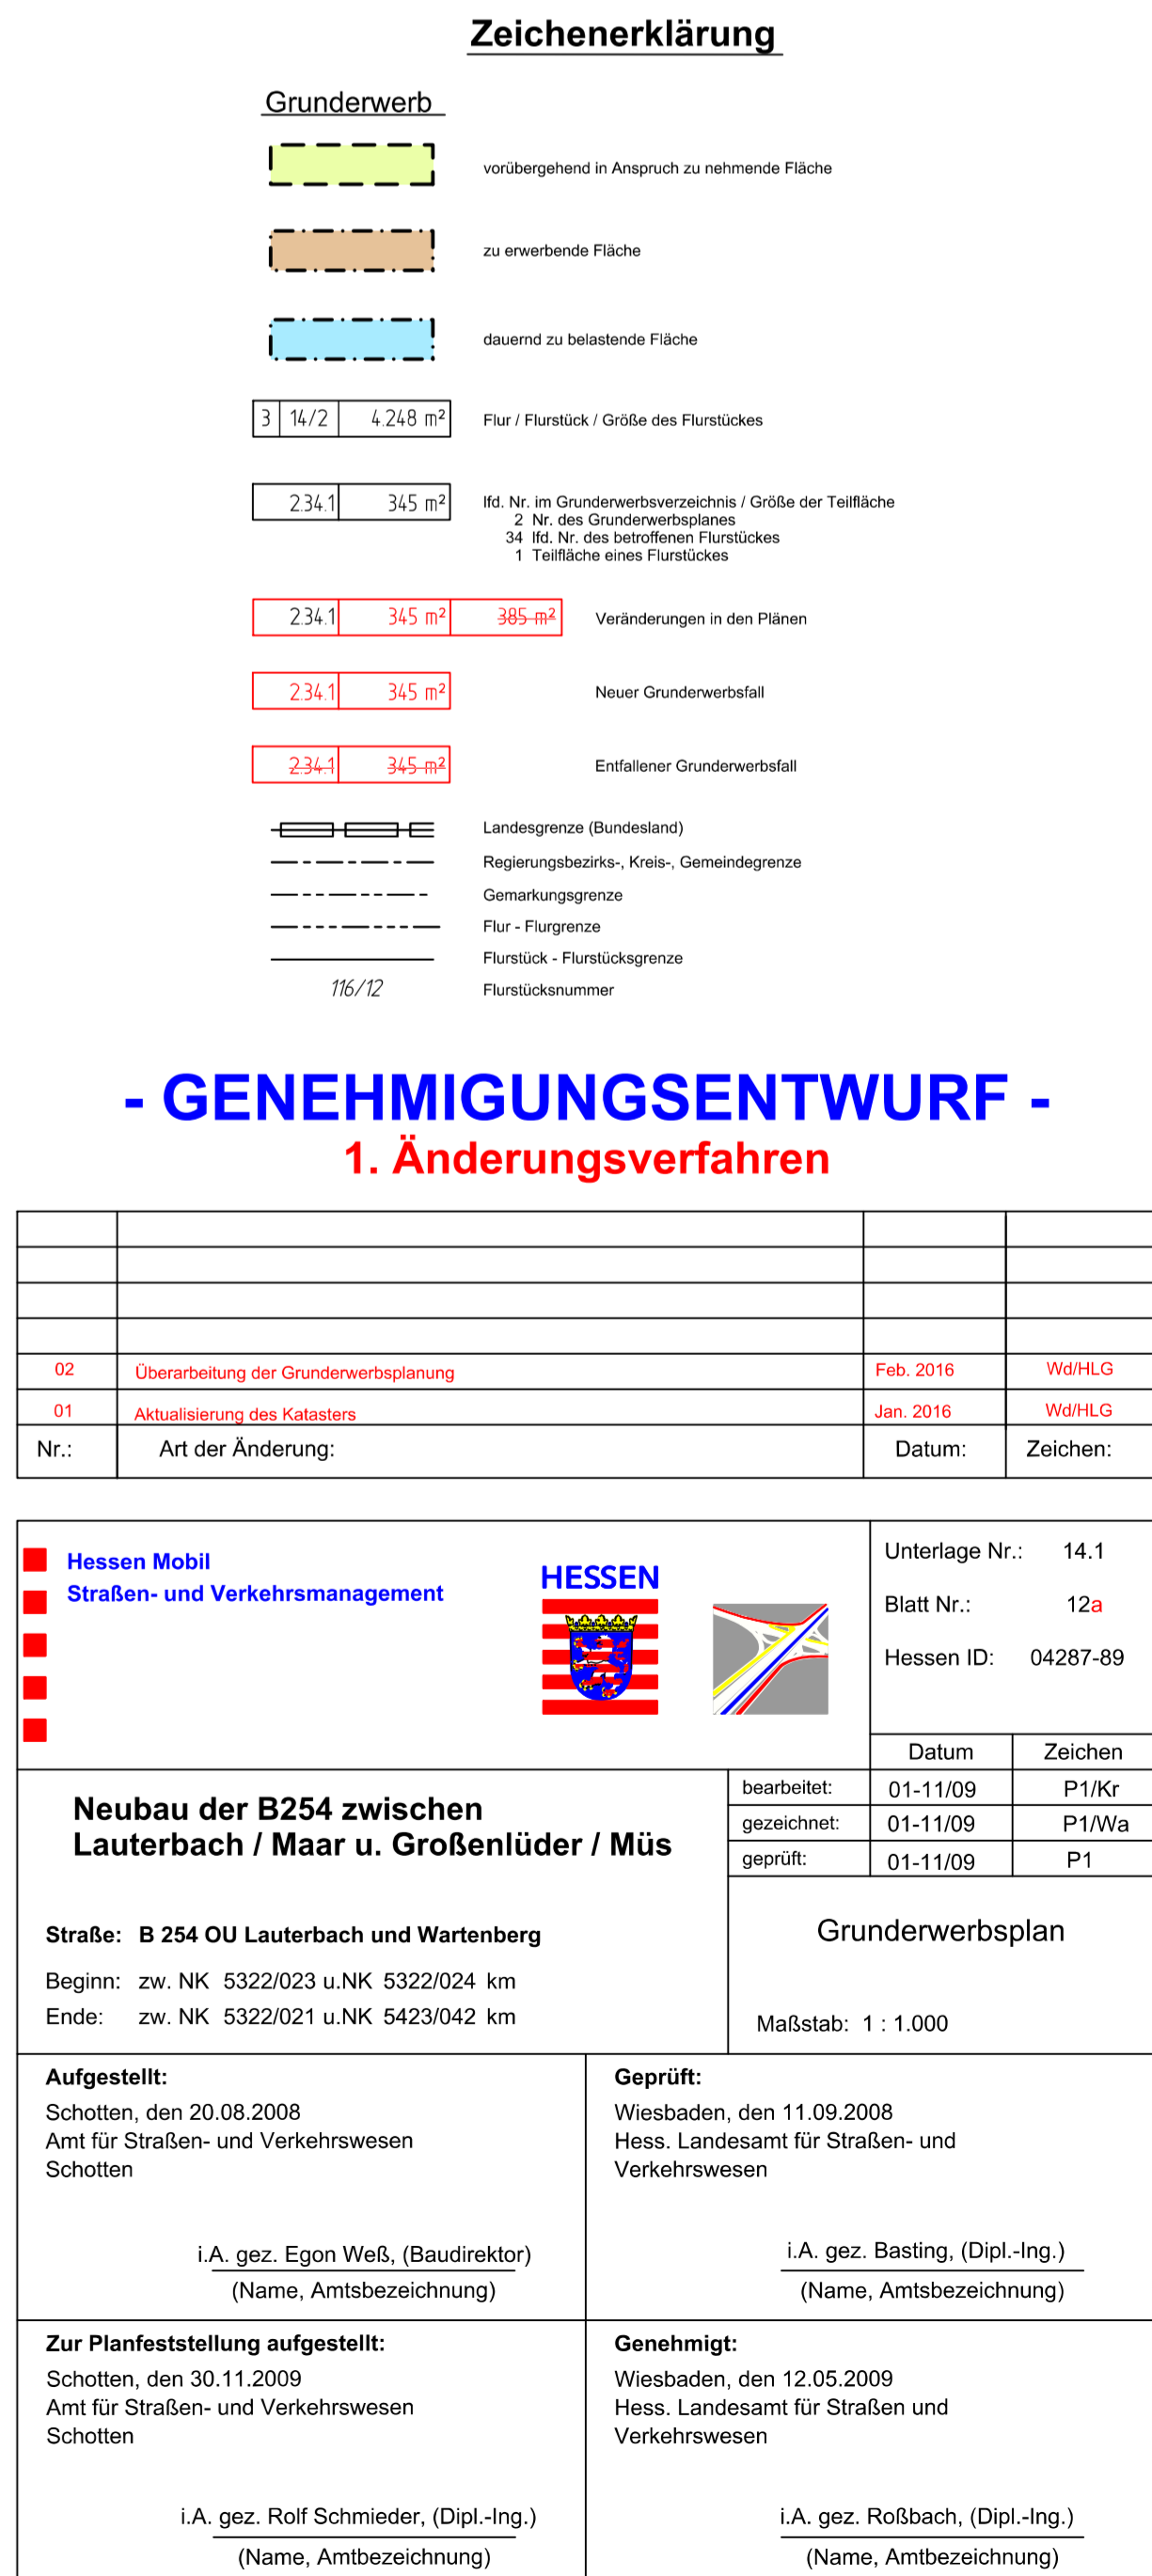 Zeichenerklärung
Grunderwerb
vorübergehend in Anspruch zu nehmende Fläche
zu erwerbende Fläche
dauernd zu belastende Fläche
3 14/2 4.248 m² Flur / Flurstück / Größe des Flurstückes
2.34.1 345 m² lfd. Nr. im Grunderwerbsverzeichnis / Größe der Teilfläche
2 Nr. des Grunderwerbsplanes
34 lfd. Nr. des betroffenen Flurstückes
1 Teilfläche eines Flurstückes
2.34.1 345 m² 385 m² Veränderungen in den Plänen
2.34.1 345 m² Neuer Grunderwerbsfall
2.34.1 345 m² Entfallener Grunderwerbsfall
Landesgrenze (Bundesland)
Regierungsbezirks-, Kreis-, Gemeindegrenze
Gemarkungsgrenze
Flur - Flurgrenze
Flurstück - Flurstücksgrenze
116/12 Flurstücksnummer
- GENEHMIGUNGSENTWURF -
1. Änderungsverfahren
02 Überarbeitung der Grunderwerbsplanung Feb. 2016 Wd/HLG
01 Aktualisierung des Katasters Jan. 2016 Wd/HLG
Nr.: Art der Änderung: Datum: Zeichen:
Hessen Mobil
Straßen- und Verkehrsmanagement
HESSEN
Unterlage Nr.: 14.1
Blatt Nr.: 12a
Hessen ID: 04287-89
Datum Zeichen
bearbeitet: 01-11/09 P1/Kr
gezeichnet: 01-11/09 P1/Wa
geprüft: 01-11/09 P1
Neubau der B254 zwischen
Lauterbach / Maar u. Großenlüder / Müs
Straße: B 254 OU Lauterbach und Wartenberg
Beginn: zw. NK 5322/023 u.NK 5322/024 km
Ende: zw. NK 5322/021 u.NK 5423/042 km
Grunderwerbsplan
Maßstab: 1 : 1.000
Aufgestellt:
Schotten, den 20.08.2008
Amt für Straßen- und Verkehrswesen
Schotten
i.A. gez. Egon Weß, (Baudirektor)
(Name, Amtsbezeichnung)
Geprüft:
Wiesbaden, den 11.09.2008
Hess. Landesamt für Straßen- und
Verkehrswesen
i.A. gez. Basting, (Dipl.-Ing.)
(Name, Amtsbezeichnung)
Zur Planfeststellung aufgestellt:
Schotten, den 30.11.2009
Amt für Straßen- und Verkehrswesen
Schotten
i.A. gez. Rolf Schmieder, (Dipl.-Ing.)
(Name, Amtbezeichnung)
Genehmigt:
Wiesbaden, den 12.05.2009
Hess. Landesamt für Straßen und
Verkehrswesen
i.A. gez. Roßbach, (Dipl.-Ing.)
(Name, Amtsbezeichnung)